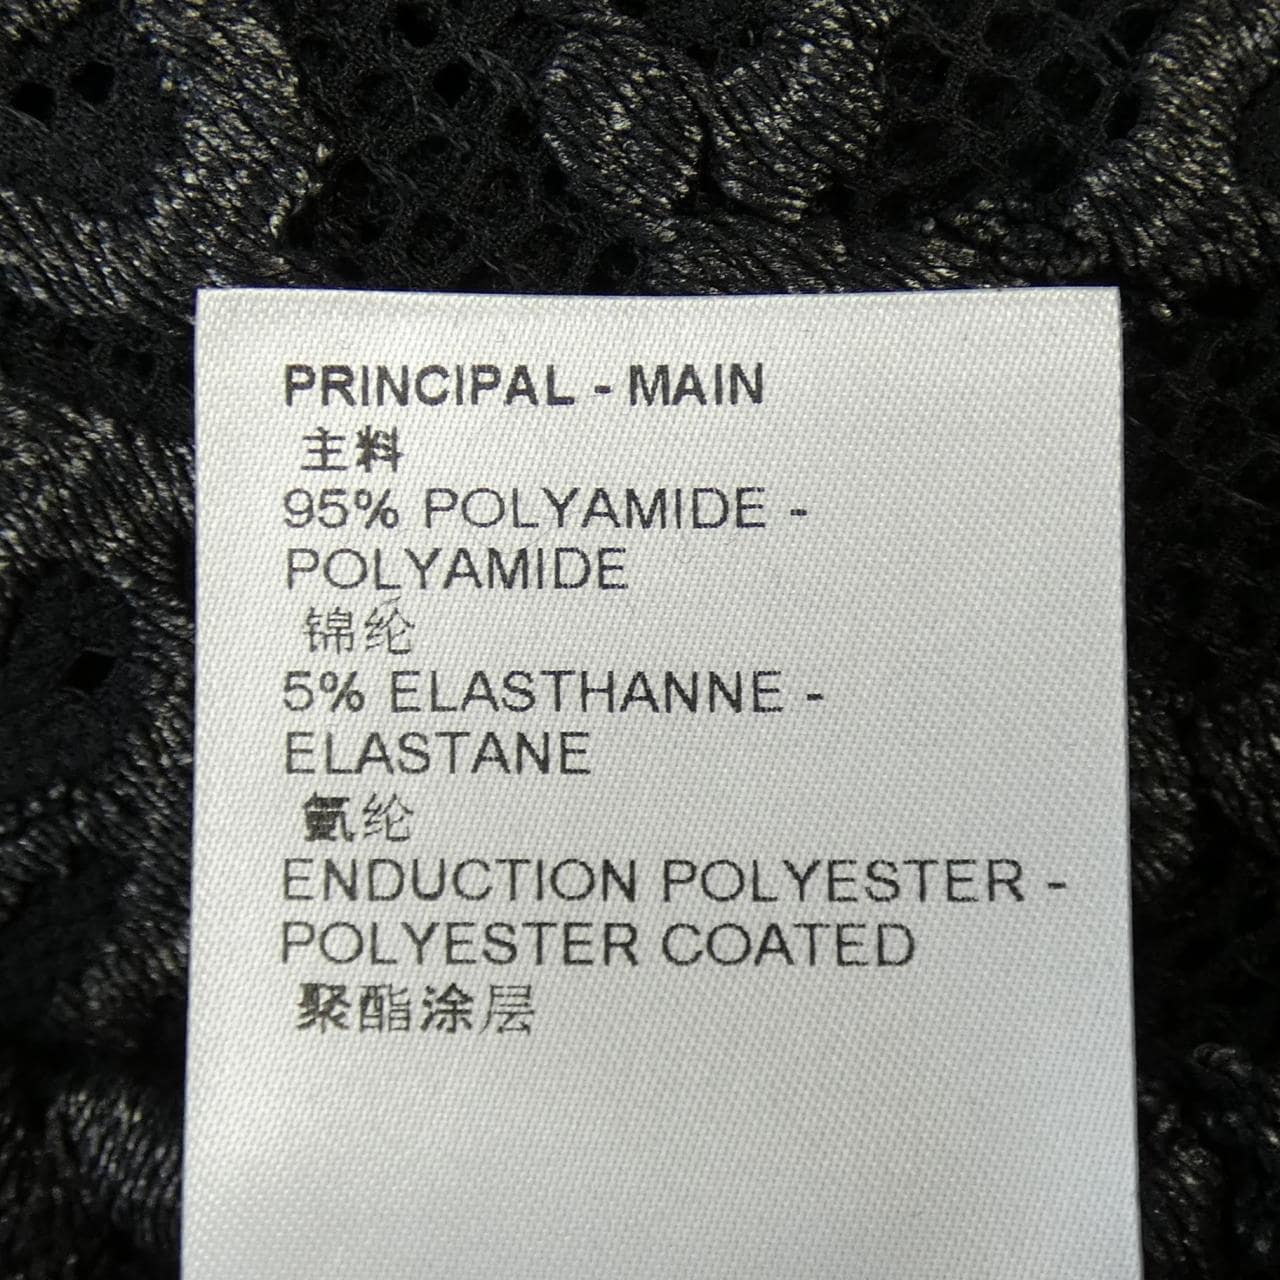 PRINCIPAL - MAIN
主料
95% POLYAMIDE -
POLYAMIDE
锦纶
5% ELASTHANNE -
ELASTANE
氨纶
ENDUCTION POLYESTER -
POLYESTER COATED
聚酯涂层